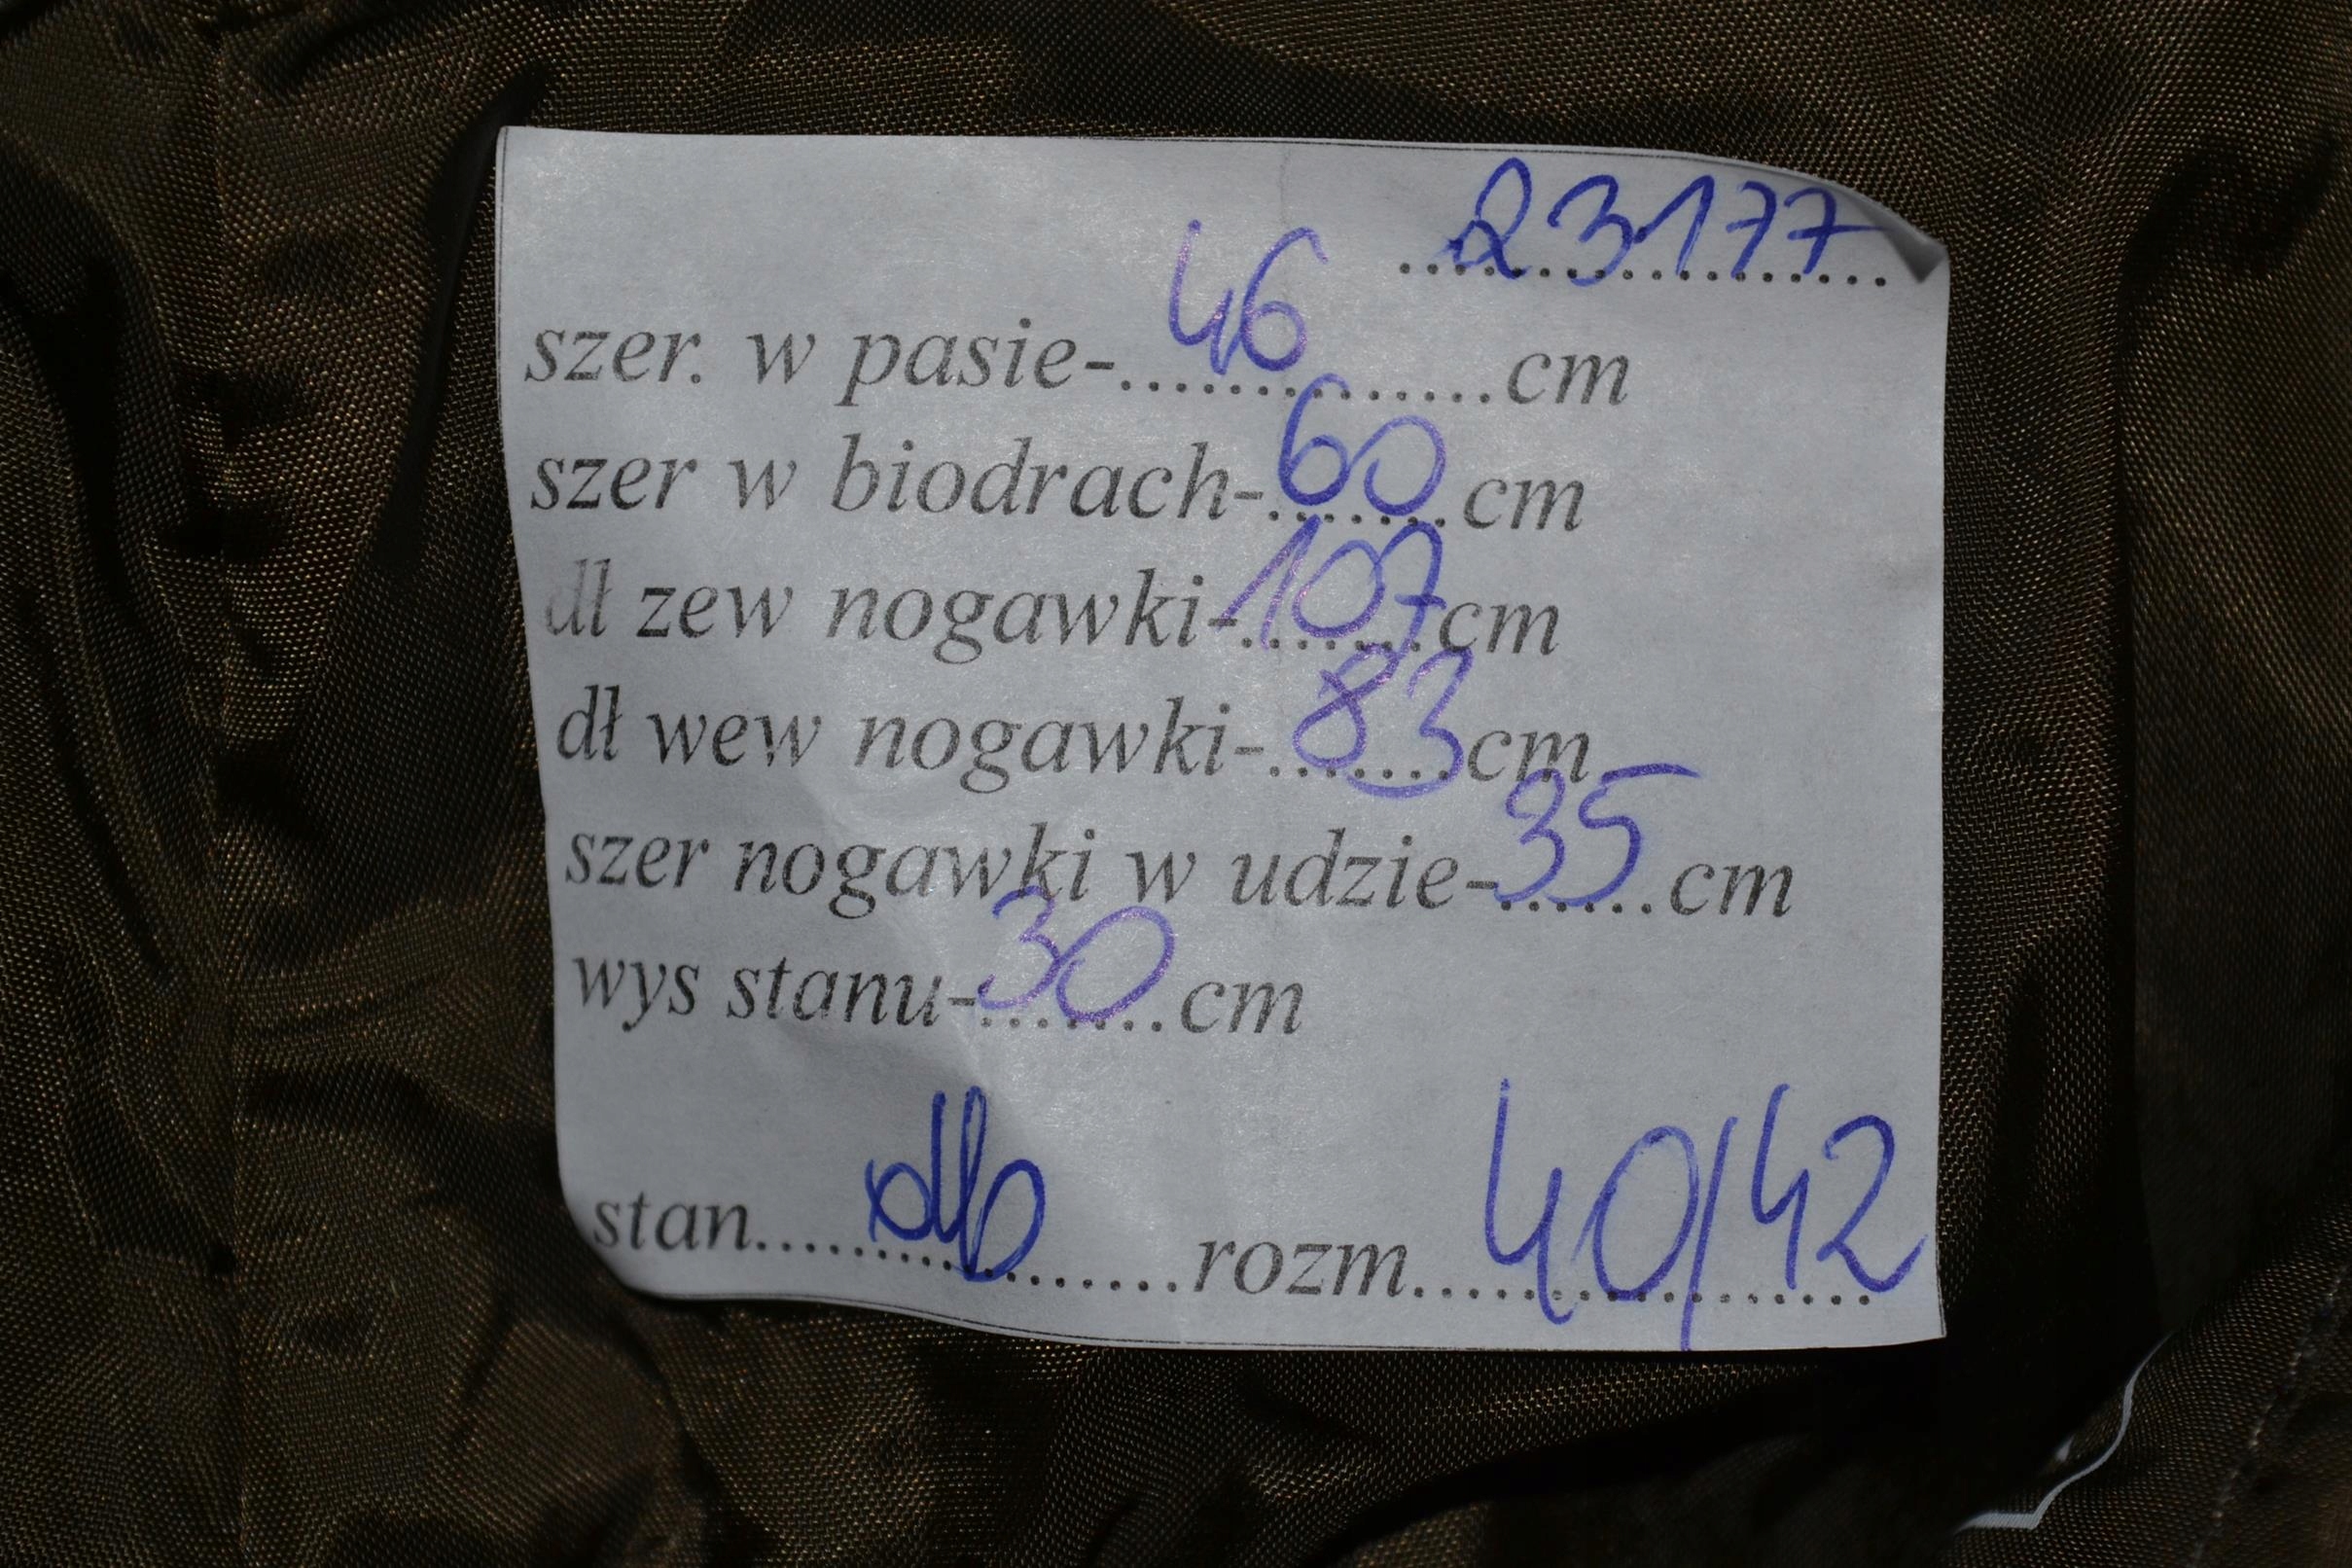 23177
szer. w pasie-46cm
szer w biodrach-60cm
dł zew nogawki-107cm
dł wew nogawki-83cm
szer nogawki w udzie-35cm
wys stanu-30cm
stan db rozm 40/42